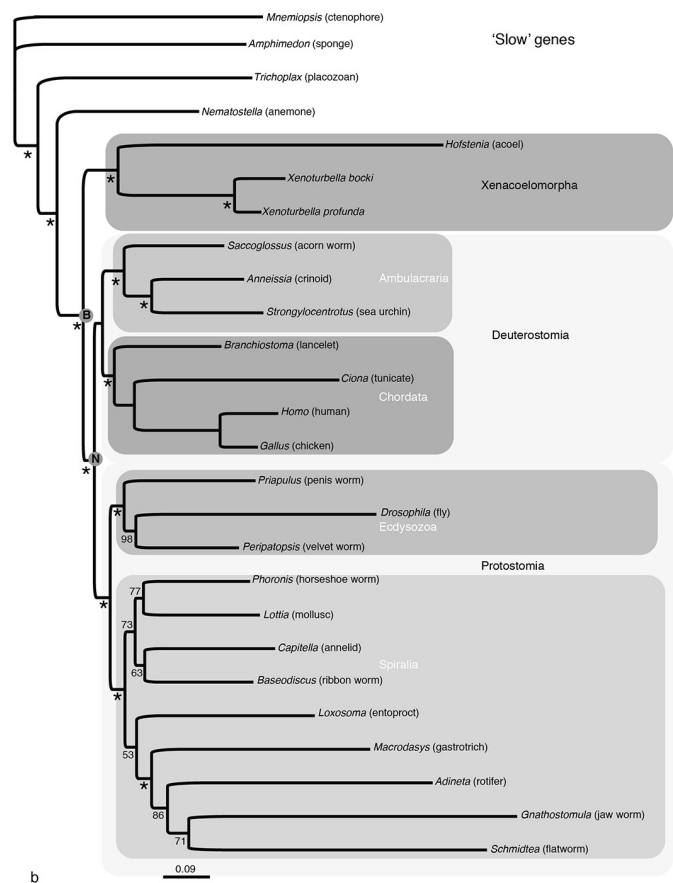 Mnemiopsis (ctenophore)
'Slow' genes
Amphimedon (sponge)
Trichoplax (placozoan)
Nematostella (anemone)
*
Hofstenia (acoel)
*
Xenoturbella bocki
Xenacoelomorpha
*
Xenoturbella profunda
*
Saccoglossus (acorn worm)
*
Anneissia (crinoid)
Ambulacraria
*
Strongylocentrotus (sea urchin)
B
*
Deuterostomia
Branchiostoma (lancelet)
*
Ciona (tunicate)
Chordata
Homo (human)
Gallus (chicken)
N
*
Priapulus (penis worm)
*
Drosophila (fly)
Ecdysozoa
98
Peripatopsis (velvet worm)
Protostomia
Phoronis (horseshoe worm)
77
*
Lottia (mollusc)
73
Capitella (annelid)
Spiralia
63
Baseodiscus (ribbon worm)
*
Loxosoma (entoproct)
Macrodasys (gastrotrich)
53
*
Adineta (rotifer)
86
Gnathostomula (jaw worm)
71
Schmidtea (flatworm)
0.09
b